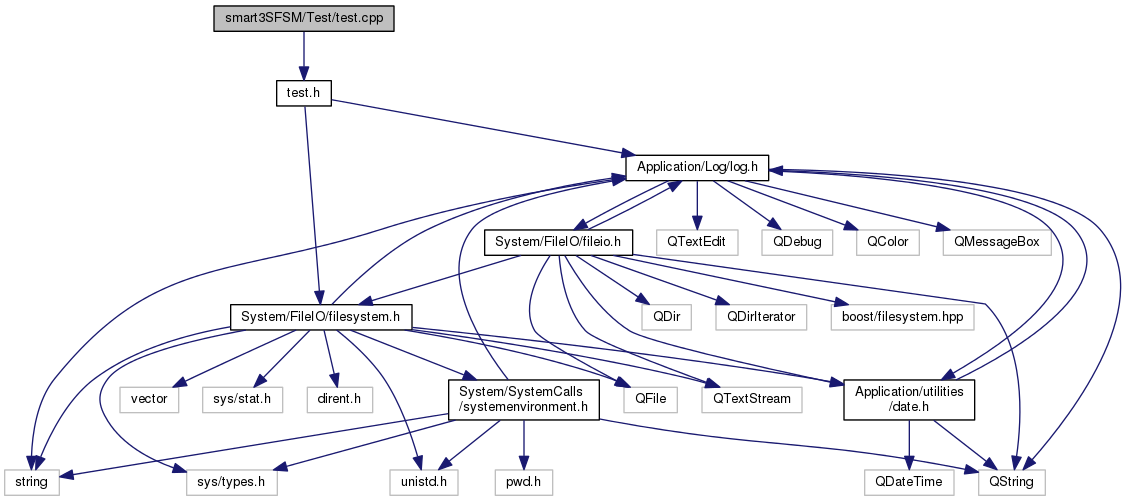 smart3SFSM/Test/test.cpp
test.h
Application/Log/log.h
System/FileIO/fileio.h
QTextEdit
QDebug
QColor
QMessageBox
System/FileIO/filesystem.h
QDir
QDirIterator
boost/filesystem.hpp
vector
sys/stat.h
dirent.h
System/SystemCalls
/systemenvironment.h
QFile
QTextStream
Application/utilities
/date.h
string
sys/types.h
unistd.h
pwd.h
QDateTime
QString